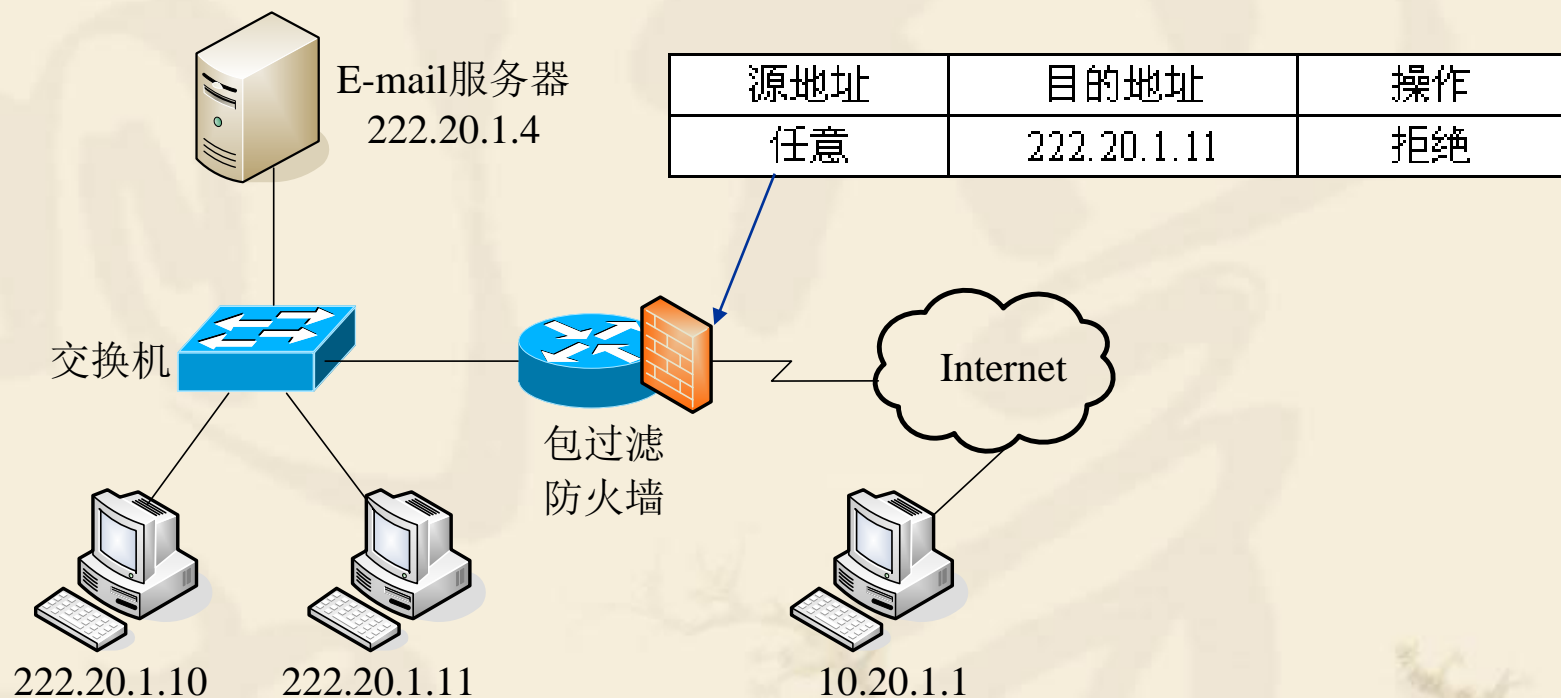 E-mail服务器
222.20.1.4
源地址 目的地址 操作
任意 222.20.1.11 拒绝
交换机
Internet
包过滤
防火墙
222.20.1.10
222.20.1.11
10.20.1.1